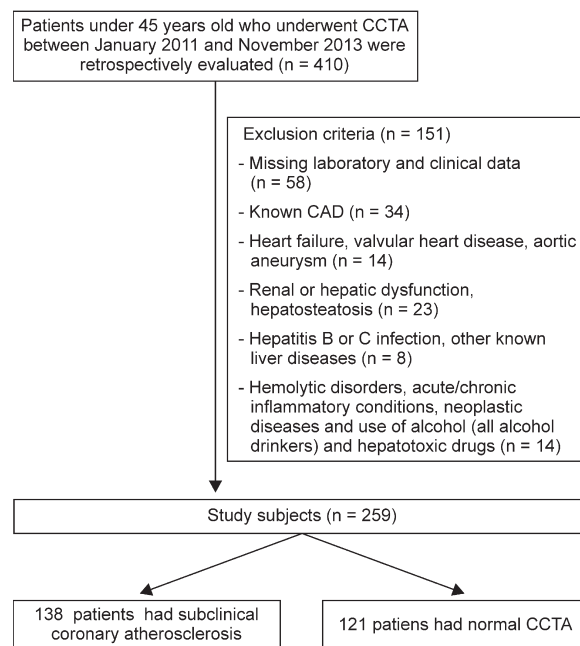 Patients under 45 years old who underwent CCTA
between January 2011 and November 2013 were
retrospectively evaluated (n = 410)
Exclusion criteria (n = 151)
- Missing laboratory and clinical data
(n = 58)
- Known CAD (n = 34)
- Heart failure, valvular heart disease, aortic
aneurysm (n = 14)
- Renal or hepatic dysfunction,
hepatosteatosis (n = 23)
- Hepatitis B or C infection, other known
liver diseases (n = 8)
- Hemolytic disorders, acute/chronic
inflammatory conditions, neoplastic
diseases and use of alcohol (all alcohol
drinkers) and hepatotoxic drugs (n = 14)
Study subjects (n = 259)
138 patients had subclinical
coronary atherosclerosis
121 patiens had normal CCTA